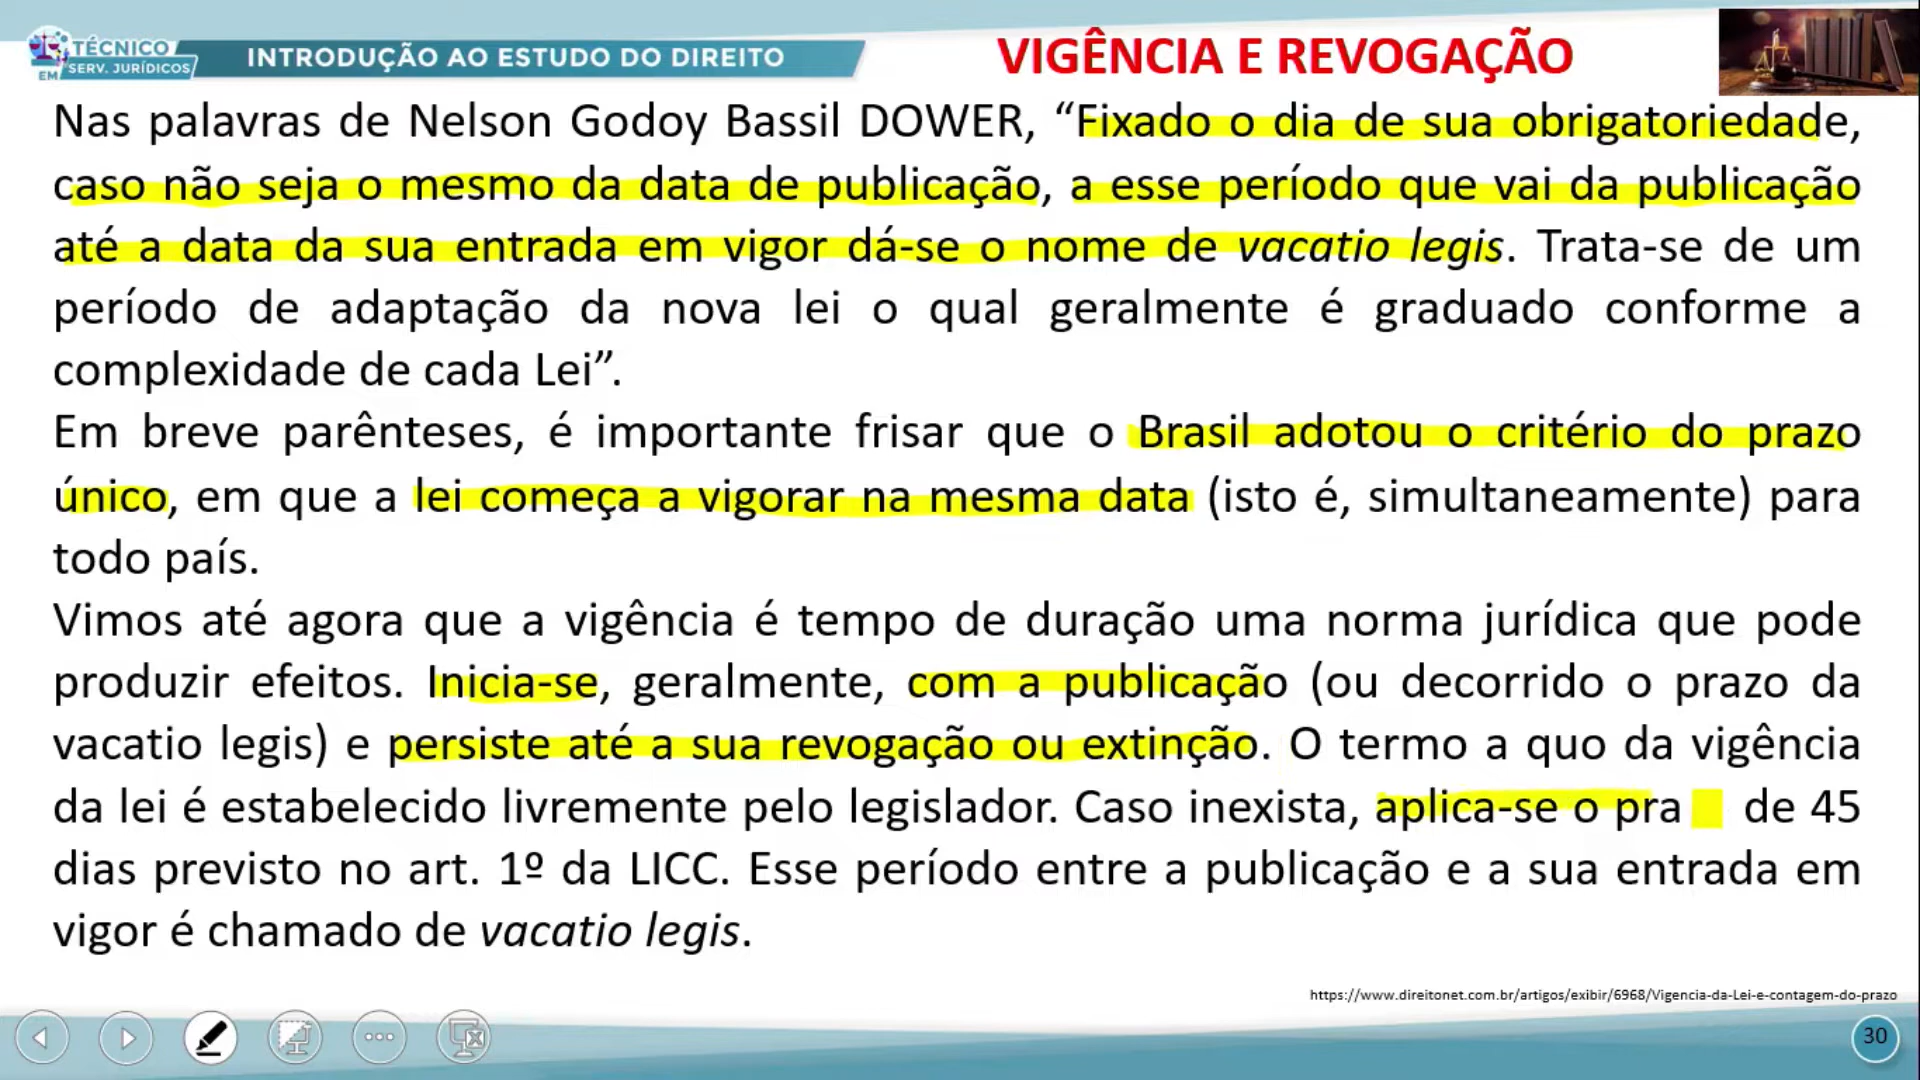 TÉCNICO
EM SERV. JURÍDICOS
INTRODUÇÃO AO ESTUDO DO DIREITO
VIGÊNCIA E REVOGAÇÃO
Nas palavras de Nelson Godoy Bassil DOWER, “Fixado o dia de sua obrigatoriedade,
caso não seja o mesmo da data de publicação, a esse período que vai da publicação
até a data da sua entrada em vigor dá-se o nome de vacatio legis. Trata-se de um
período de adaptação da nova lei o qual geralmente é graduado conforme a
complexidade de cada Lei”.
Em breve parênteses, é importante frisar que o Brasil adotou o critério do prazo
único, em que a lei começa a vigorar na mesma data (isto é, simultaneamente) para
todo país.
Vimos até agora que a vigência é tempo de duração uma norma jurídica que pode
produzir efeitos. Inicia-se, geralmente, com a publicação (ou decorrido o prazo da
vacatio legis) e persiste até a sua revogação ou extinção. O termo a quo da vigência
da lei é estabelecido livremente pelo legislador. Caso inexista, aplica-se o pra de 45
dias previsto no art. 1º da LICC. Esse período entre a publicação e a sua entrada em
vigor é chamado de vacatio legis.
https://www.direitonet.com.br/artigos/exibir/6968/Vigencia-da-Lei-e-contagem-do-prazo
30